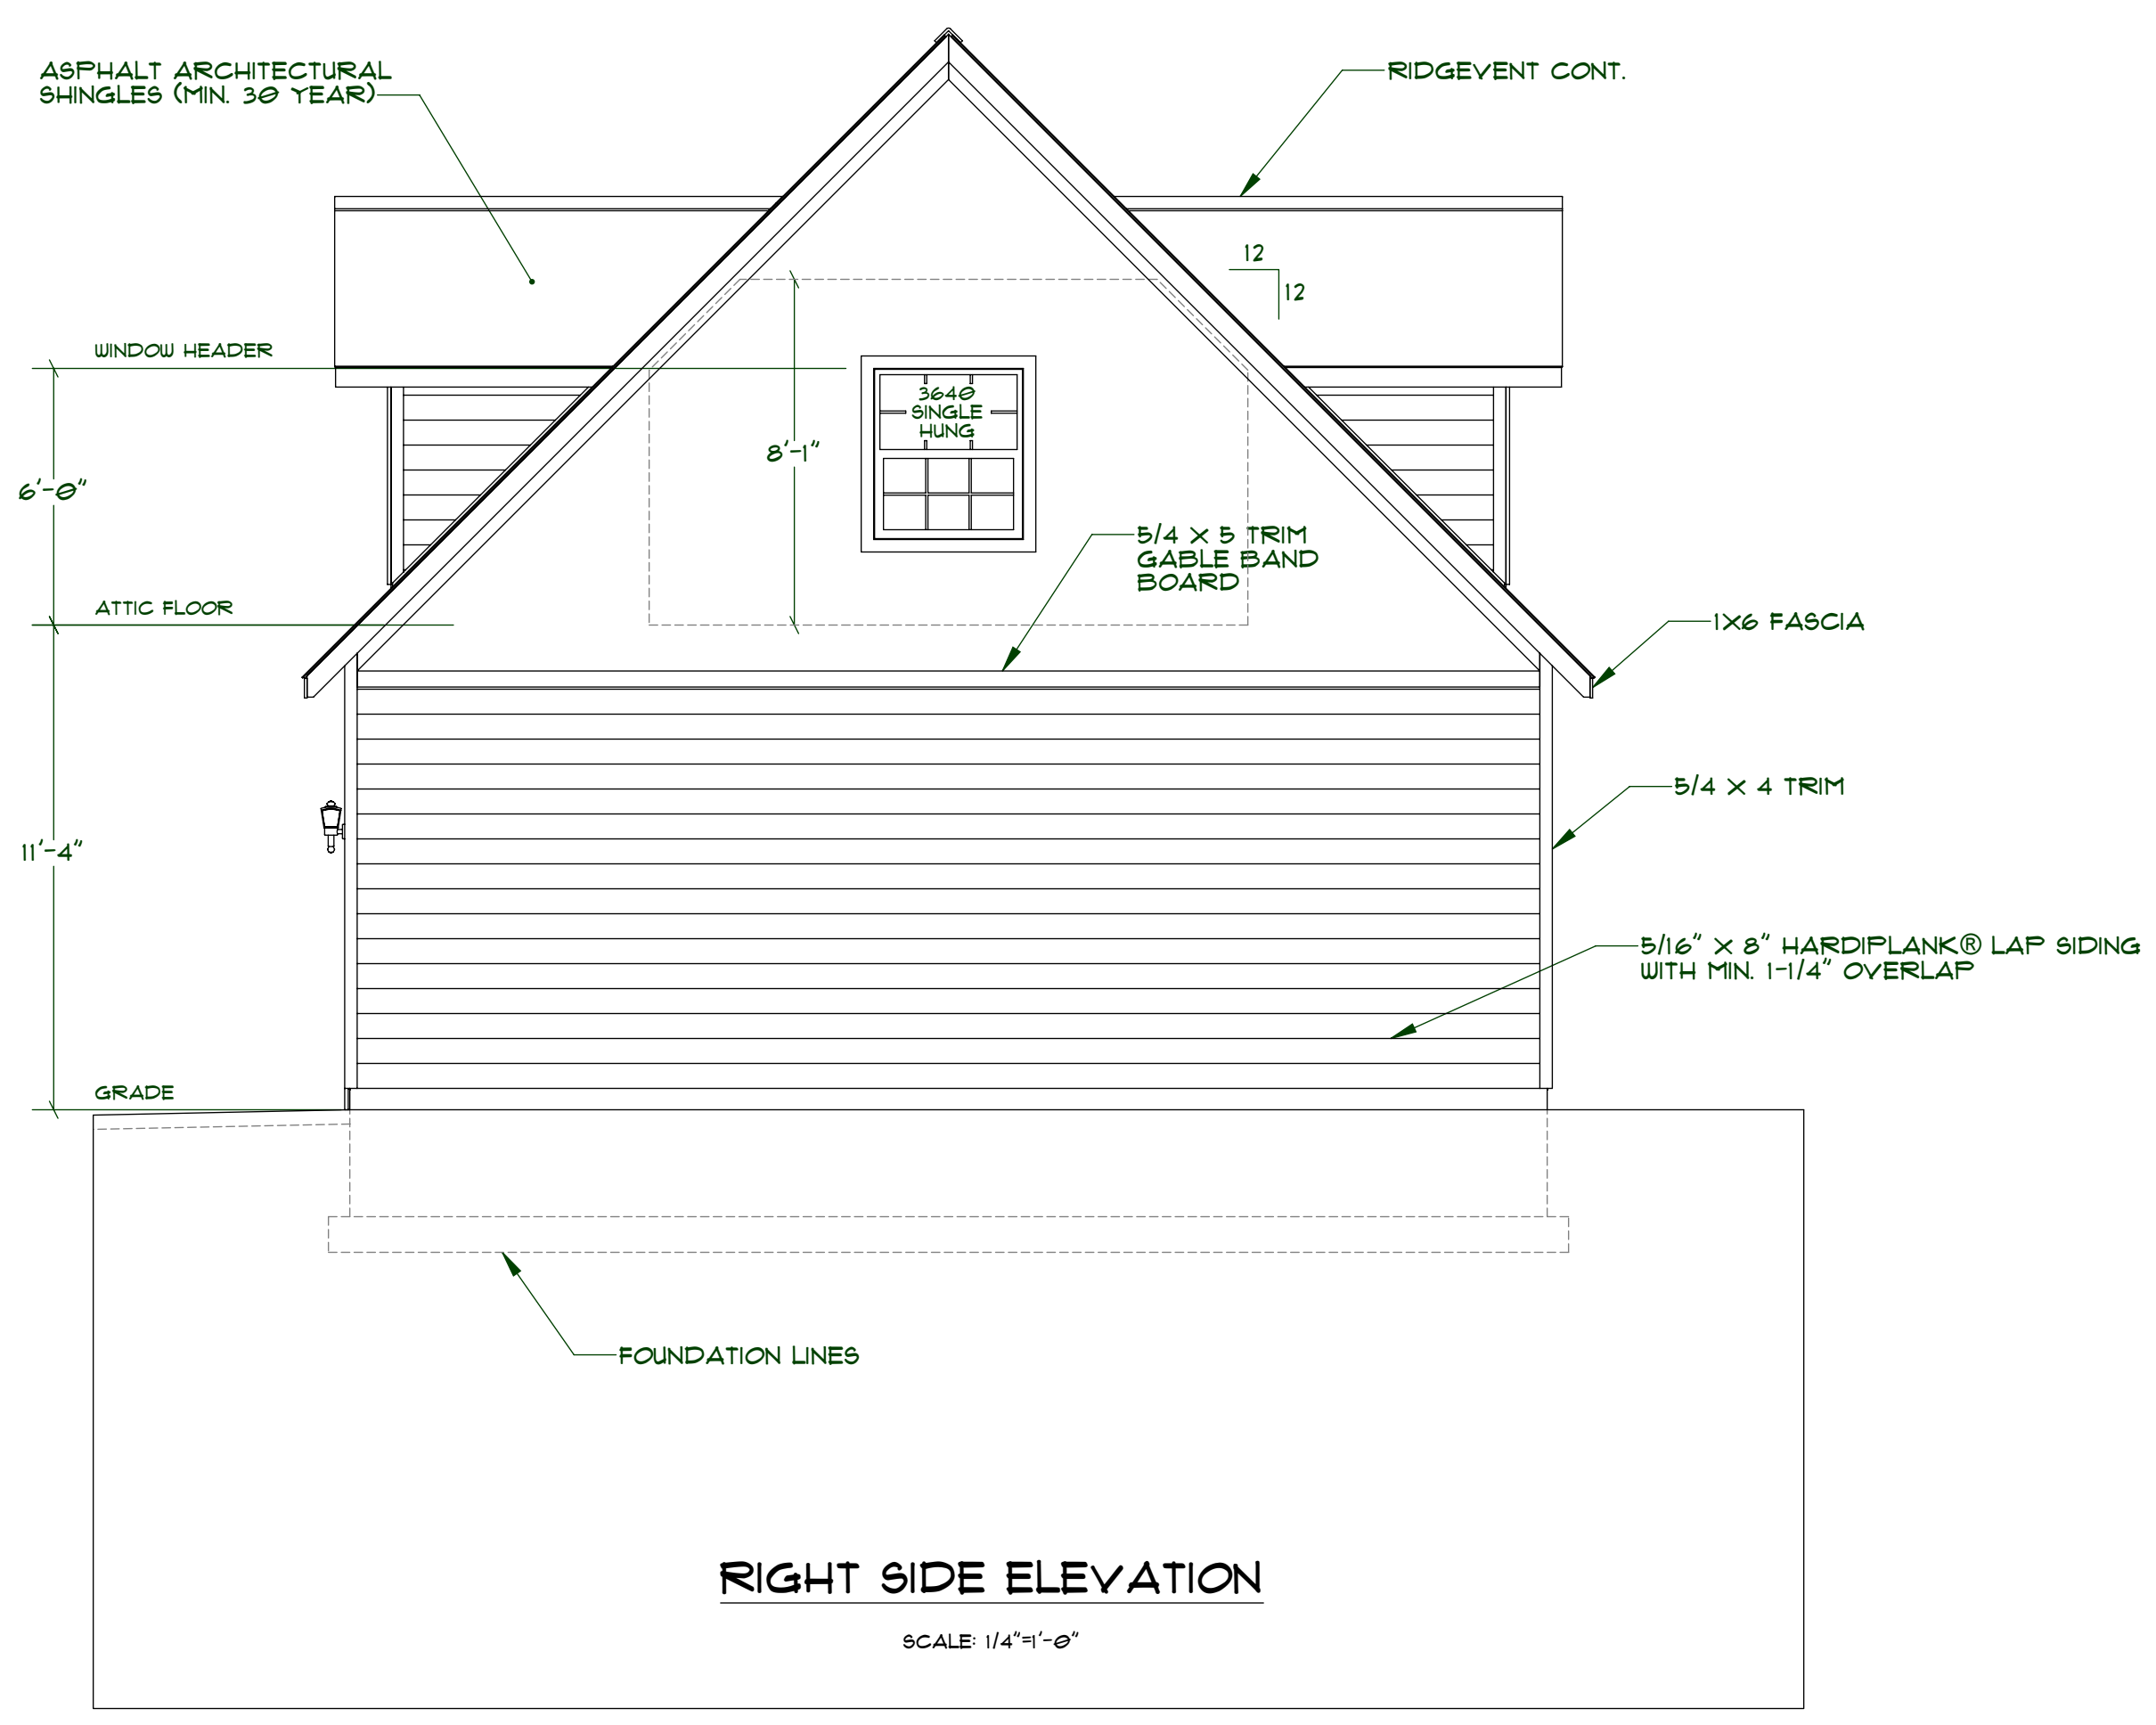 ASPHALT ARCHITECTURAL
SHINGLES (MIN. 30 YEAR)
RIDGEVENT CONT.
12
12
WINDOW HEADER
3640
SINGLE
HUNG
8'-1"
6'-0"
5/4 X 5 TRIM
GABLE BAND
BOARD
ATTIC FLOOR
1X6 FASCIA
5/4 X 4 TRIM
11'-4"
5/16" X 8" HARDIPLANK® LAP SIDING
WITH MIN. 1-1/4" OVERLAP
GRADE
FOUNDATION LINES
RIGHT SIDE ELEVATION
SCALE: 1/4"=1'-0"